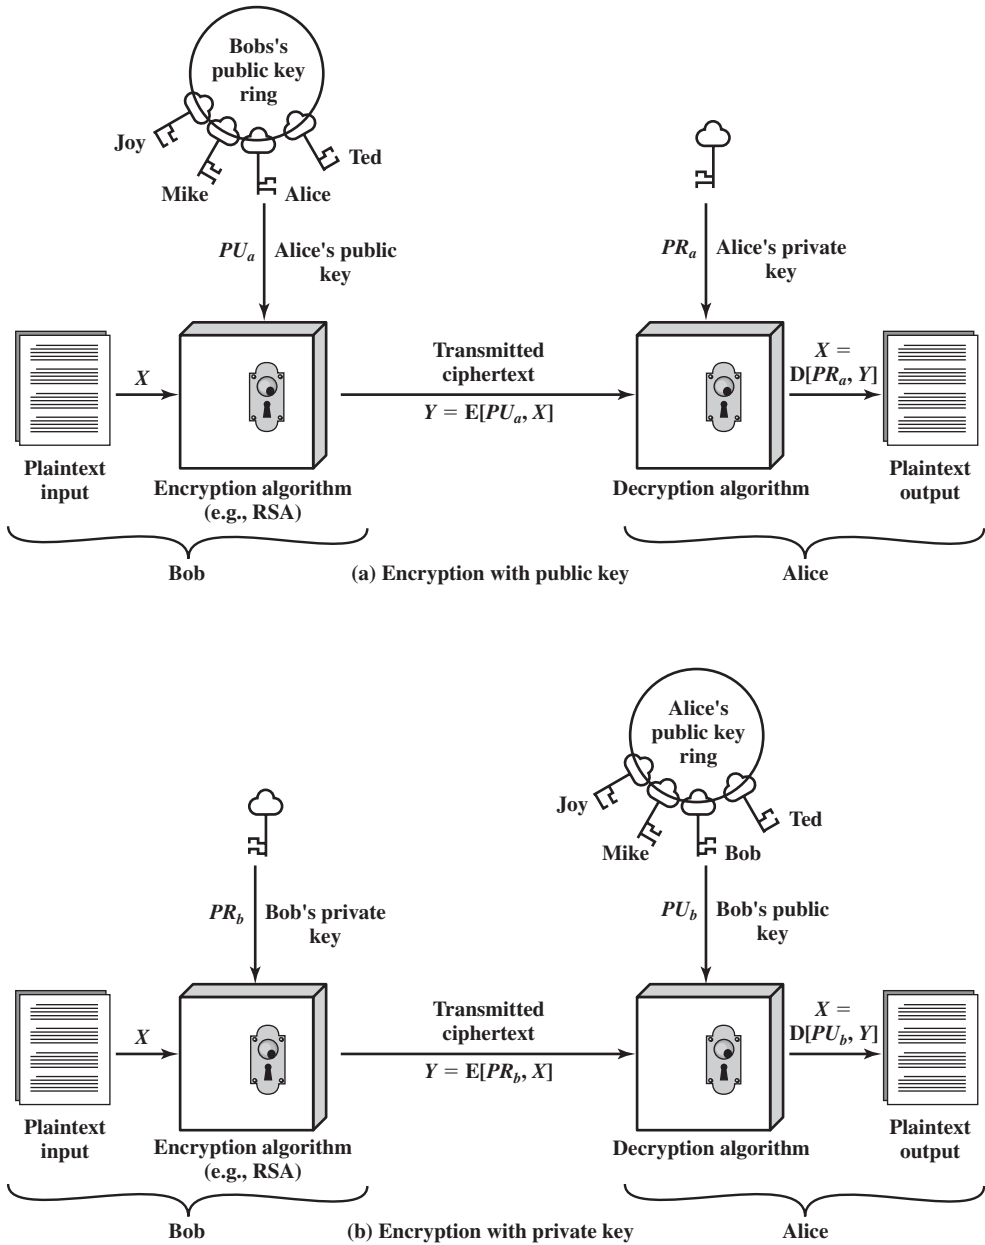 Bobs's
public key
ring
Joy
Ted
Mike
Alice
PUa
Alice's public
key
PRa
Alice's private
key
X
Transmitted
ciphertext
Y = E[PUa, X]
X =
D[PRa, Y]
Plaintext
input
Encryption algorithm
(e.g., RSA)
Decryption algorithm
Plaintext
output
Bob
(a) Encryption with public key
Alice
Alice's
public key
ring
Joy
Ted
Mike
Bob
PRb
Bob's private
key
PUb
Bob's public
key
X
Transmitted
ciphertext
Y = E[PRb, X]
X =
D[PUb, Y]
Plaintext
input
Encryption algorithm
(e.g., RSA)
Decryption algorithm
Plaintext
output
Bob
(b) Encryption with private key
Alice